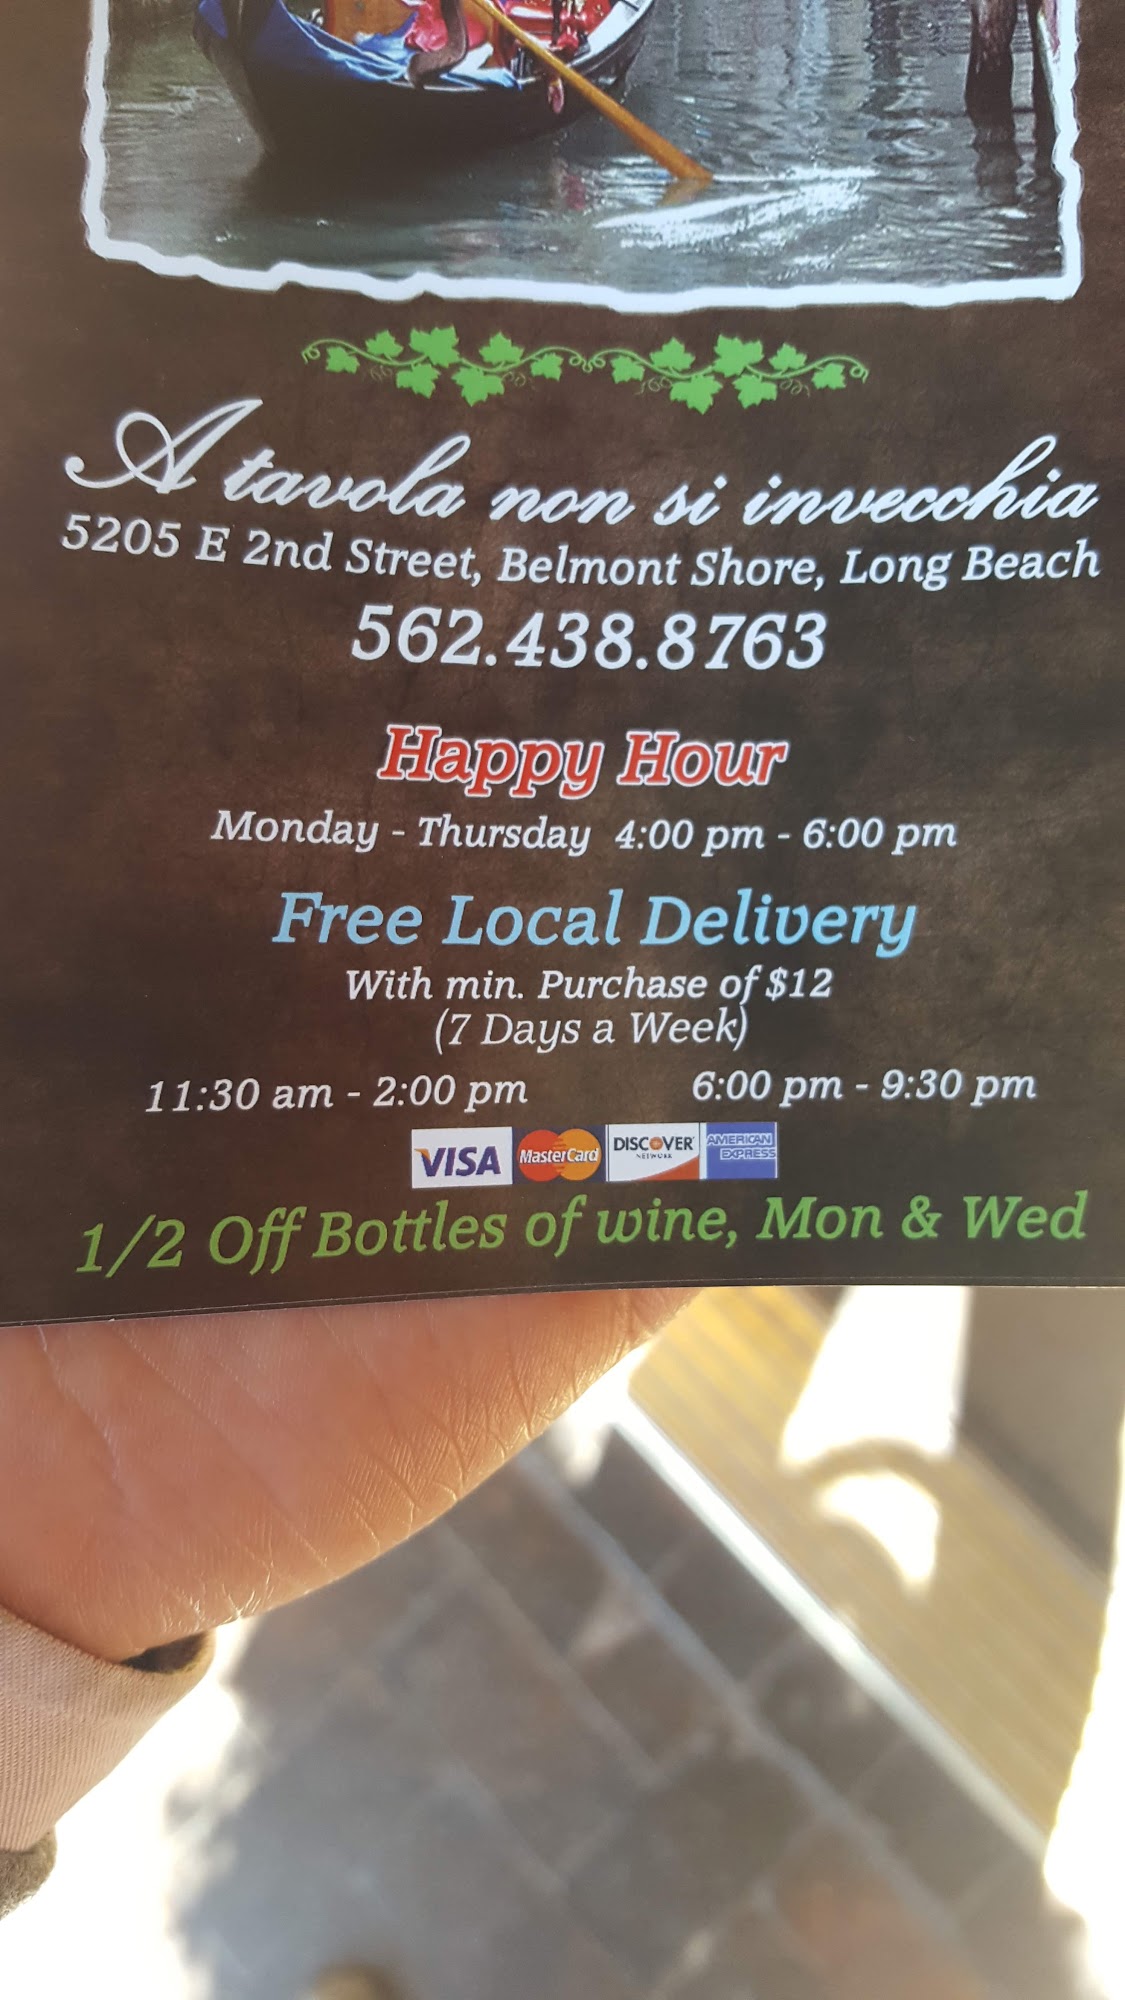 A tavola non si invecchia
5205 E 2nd Street, Belmont Shore, Long Beach
562.438.8763
Happy Hour
Monday - Thursday 4:00 pm - 6:00 pm
Free Local Delivery
With min. Purchase of $12
(7 Days a Week)
11:30 am - 2:00 pm 6:00 pm - 9:30 pm
VISA MasterCard DISCOVER NETWORK AMERICAN EXPRESS
1/2 Off Bottles of wine, Mon & Wed